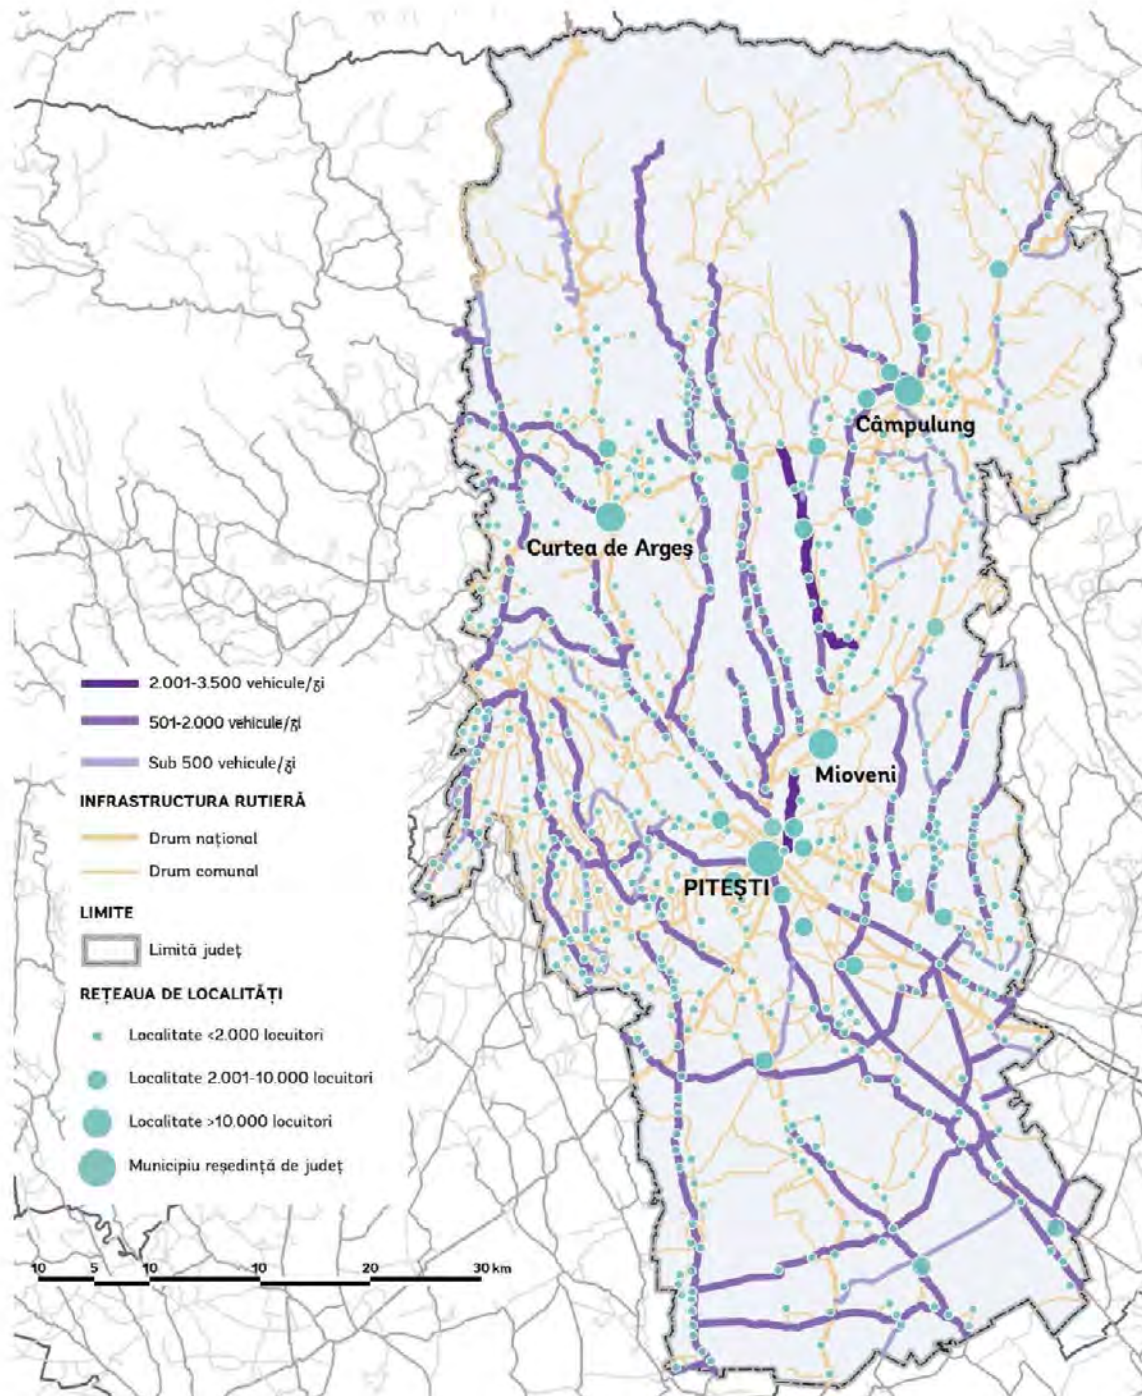 Câmpulung
Curtea de Argeș
Mioveni
PITEȘTI
2.001-3.500 vehicule/zi
501-2.000 vehicule/zi
Sub 500 vehicule/zi
INFRASTRUCTURA RUTIERĂ
Drum național
Drum comunal
LIMITE
Limită județ
REȚEAUA DE LOCALITĂȚI
Localitate <2.000 locuitori
Localitate 2.001-10.000 locuitori
Localitate >10.000 locuitori
Municipiu reședință de județ
10 5 10 10 20 30 km